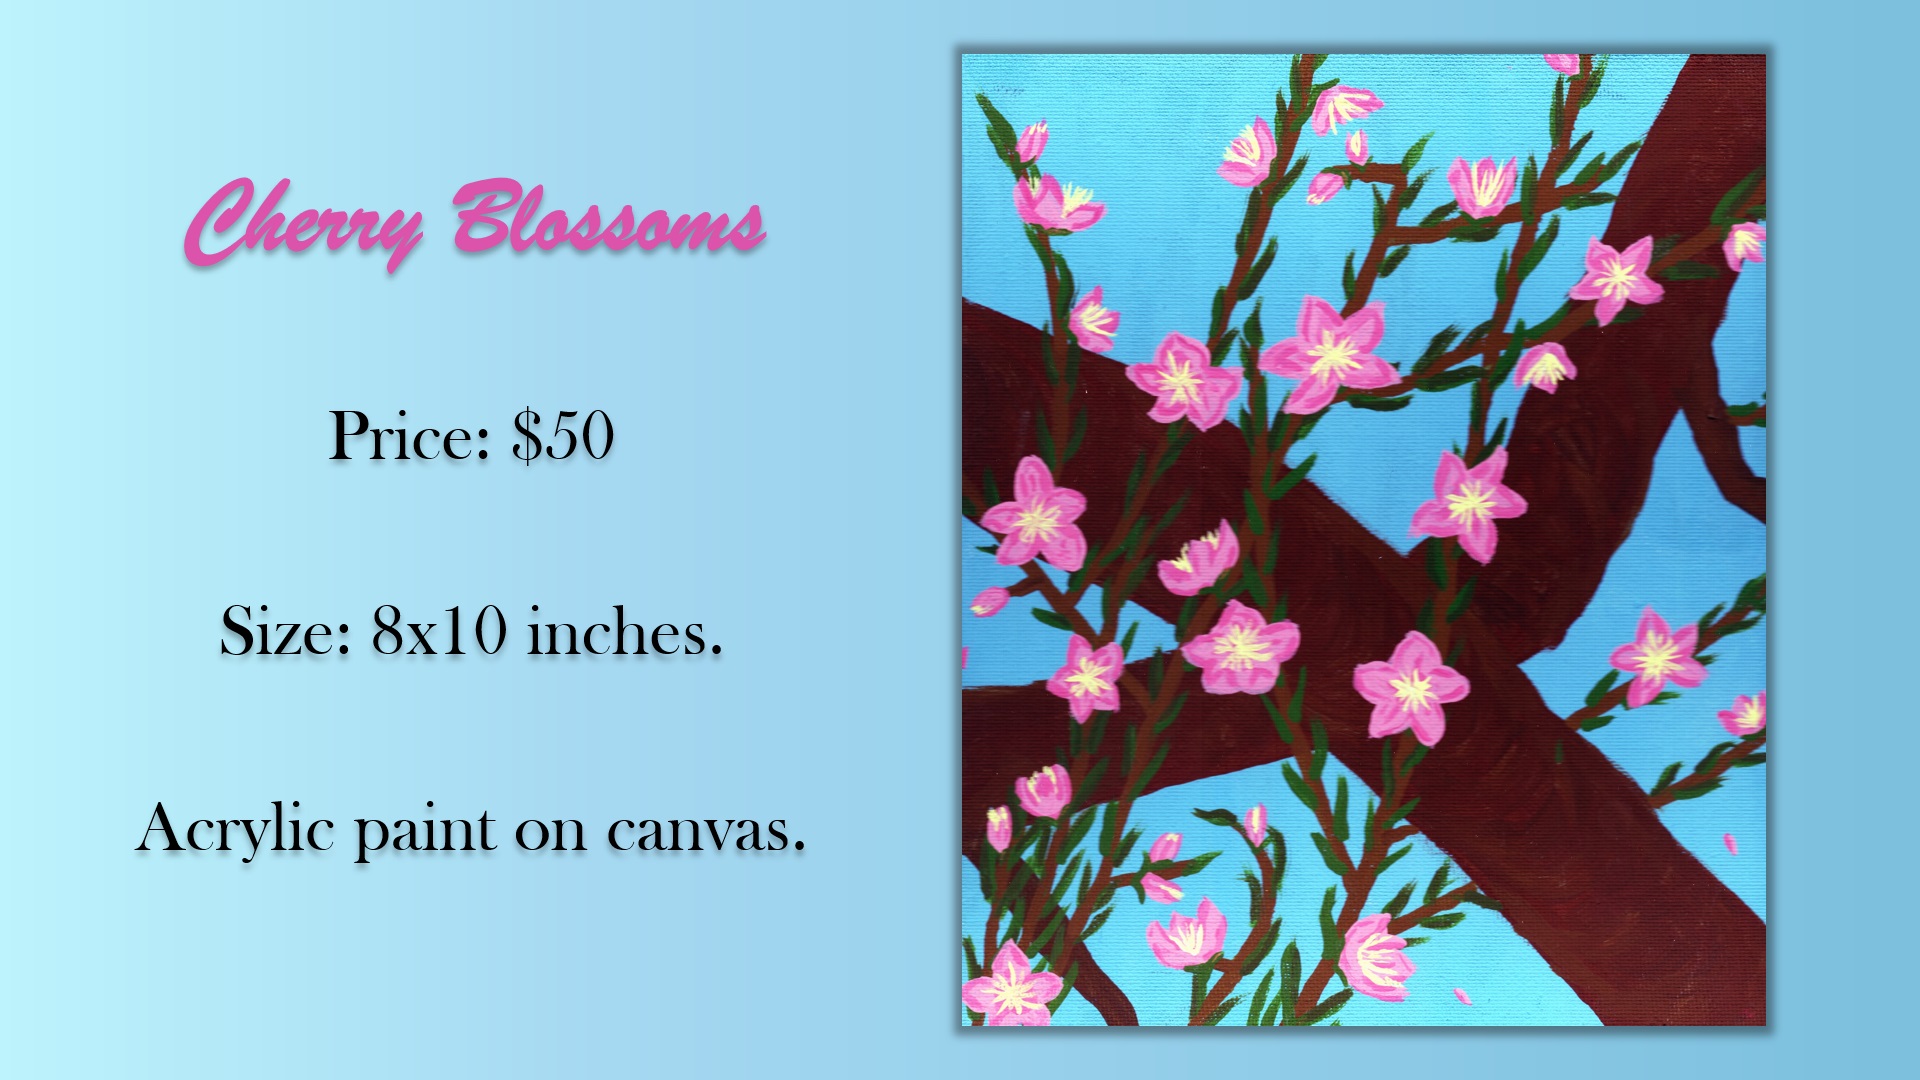 Cherry Blossoms
Price: $50
Size: 8x10 inches.
Acrylic paint on canvas.